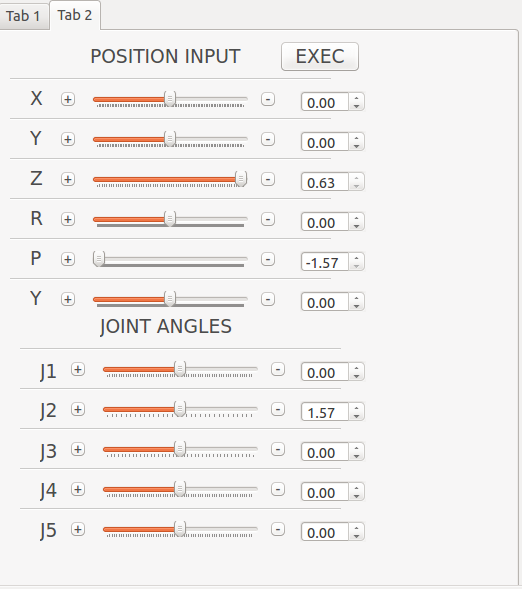 Tab 1 Tab 2
POSITION INPUT EXEC
X + - 0.00
Y + - 0.00
Z + - 0.63
R + - 0.00
P + - -1.57
Y + - 0.00
JOINT ANGLES
J1 + - 0.00
J2 + - 1.57
J3 + - 0.00
J4 + - 0.00
J5 + - 0.00